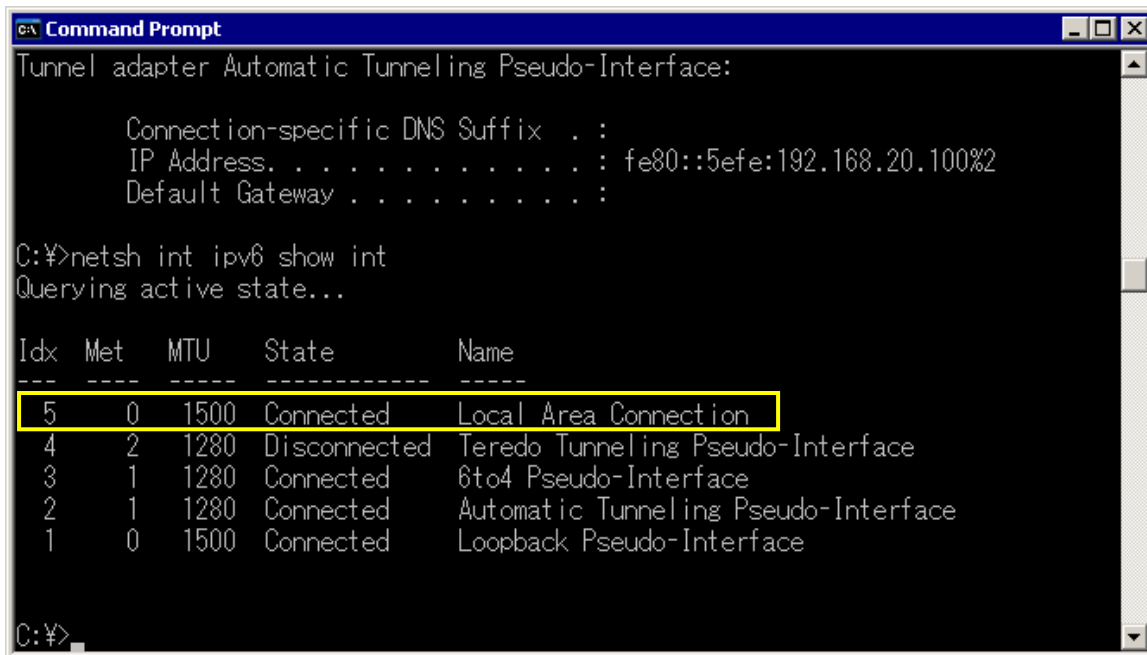 Command Prompt
Tunnel adapter Automatic Tunneling Pseudo-Interface:
Connection-specific DNS Suffix  . :
IP Address. . . . . . . . . . . . : fe80::5efe:192.168.20.100%2
Default Gateway . . . . . . . . . :
C:¥>netsh int ipv6 show int
Querying active state...
Idx  Met   MTU    State         Name
---  ----  -----  ------------  -----
  5     0   1500  Connected     Local Area Connection
  4     2   1280  Disconnected  Teredo Tunneling Pseudo-Interface
  3     1   1280  Connected     6to4 Pseudo-Interface
  2     1   1280  Connected     Automatic Tunneling Pseudo-Interface
  1     0   1500  Connected     Loopback Pseudo-Interface
C:¥>